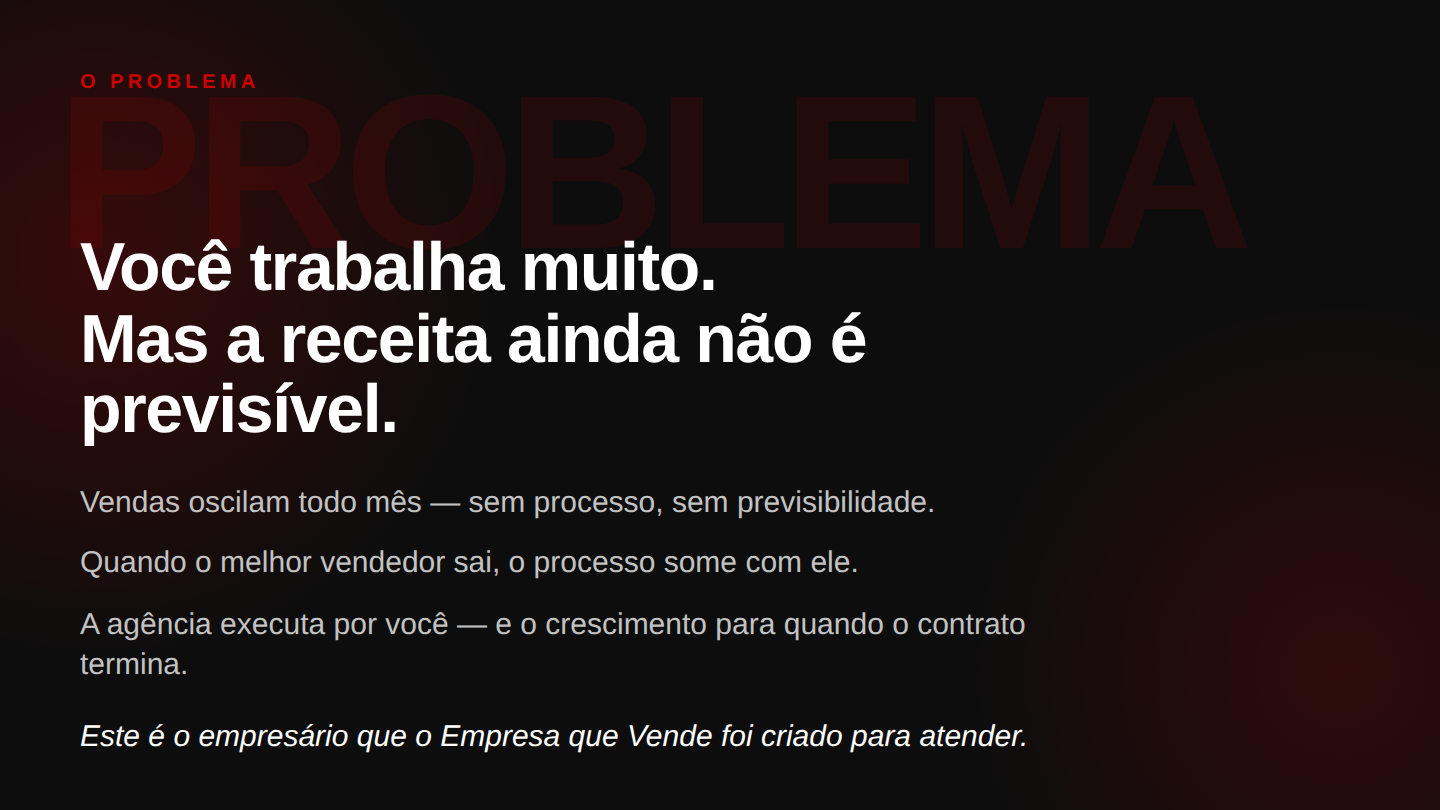 O PROBLEMA
PROBLEMA
Você trabalha muito.
Mas a receita ainda não é
previsível.
Vendas oscilam todo mês — sem processo, sem previsibilidade.
Quando o melhor vendedor sai, o processo some com ele.
A agência executa por você — e o crescimento para quando o contrato
termina.
Este é o empresário que o Empresa que Vende foi criado para atender.